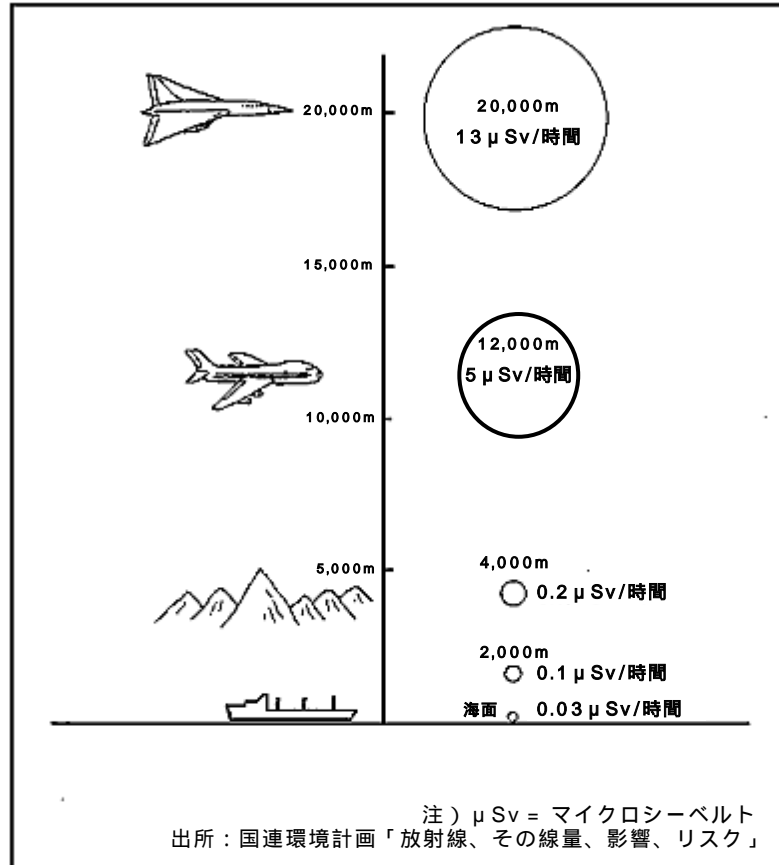 20,000m
20,000m
13μSv/時間
15,000m
12,000m
5μSv/時間
10,000m
5,000m
4,000m
0.2μSv/時間
2,000m
0.1μSv/時間
海面 0.03μSv/時間
注）μSv = マイクロシーベルト
出所：国連環境計画「放射線、その線量、影響、リスク」